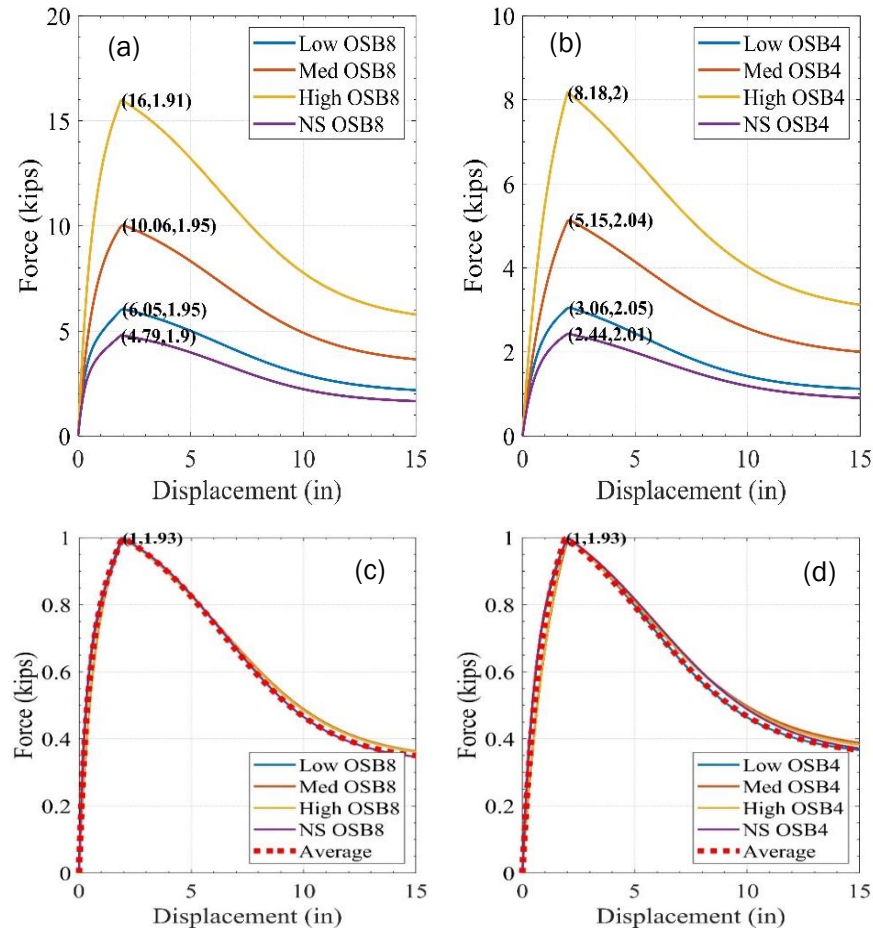 (a)
Low OSB8
Med OSB8
High OSB8
NS OSB8
20
15
10
5
0
(16,1.91)
(10.06,1.95)
(6.05,1.95)
(4.79,1.9)
Force (kips)
0 5 10 15
Displacement (in)
(b)
Low OSB4
Med OSB4
High OSB4
NS OSB4
10
8
6
4
2
0
(8.18,2)
(5.15,2.04)
(3.06,2.05)
(2.44,2.01)
Force (kips)
0 5 10 15
Displacement (in)
(c)
1
0.8
0.6
0.4
0.2
0
(1,1.93)
Force (kips)
Low OSB8
Med OSB8
High OSB8
NS OSB8
Average
0 5 10 15
Displacement (in)
(d)
1
0.8
0.6
0.4
0.2
0
(1,1.93)
Force (kips)
Low OSB4
Med OSB4
High OSB4
NS OSB4
Average
0 5 10 15
Displacement (in)